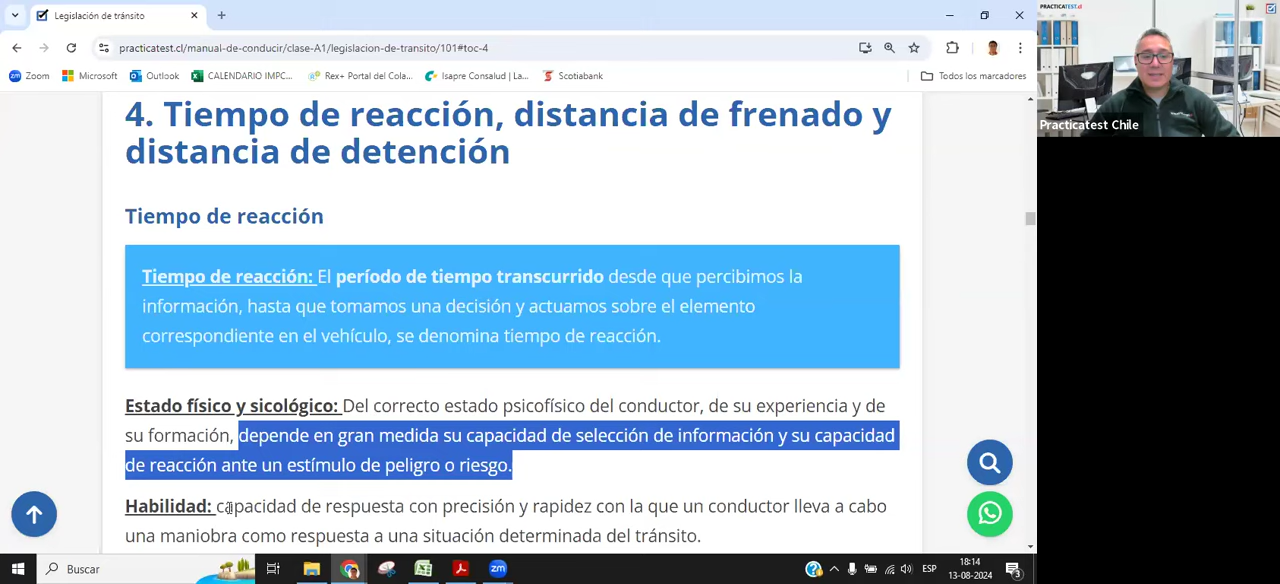 Legislación de tránsito
practicatest.cl/manual-de-conducir/clase-A1/legislacion-de-transito/101#toc-4
zm Zoom
Microsoft
Outlook
CALENDARIO IMPC...
Rex+ Portal del Cola...
Isapre Consalud | La...
Scotiabank
Todos los marcadores
4. Tiempo de reacción, distancia de frenado y
distancia de detención
Tiempo de reacción
Tiempo de reacción: El período de tiempo transcurrido desde que percibimos la
información, hasta que tomamos una decisión y actuamos sobre el elemento
correspondiente en el vehículo, se denomina tiempo de reacción.
Estado físico y sicológico: Del correcto estado psicofísico del conductor, de su experiencia y de
su formación, depende en gran medida su capacidad de selección de información y su capacidad
de reacción ante un estímulo de peligro o riesgo.
Habilidad: capacidad de respuesta con precisión y rapidez con la que un conductor lleva a cabo
una maniobra como respuesta a una situación determinada del tránsito.
Buscar
zm
ESP
18:14
13-08-2024
3
PRACTICATEST.cl
Practicatest Chile